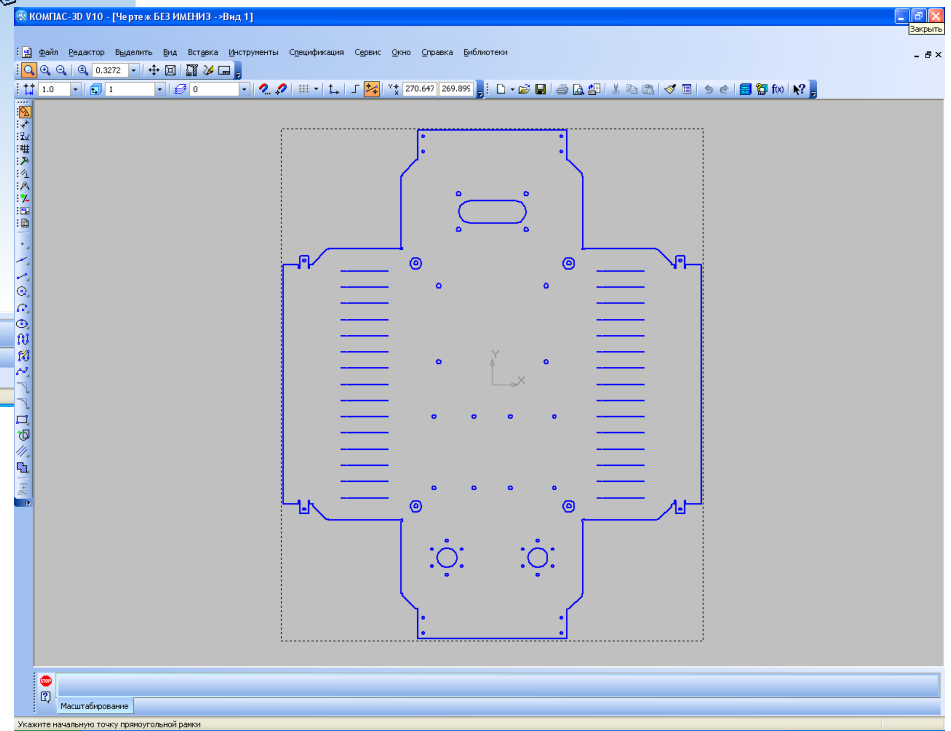 КОМПАС-3D V10 - [Чертеж БЕЗ ИМЕНИ3 ->Вид 1]
Закрыть
Файл Редактор Выделить Вид Вставка Инструменты Спецификация Сервис Окно Справка Библиотеки
0.3272
1.0 1 0 270.647 269.899 f(x)
Y
X
STOP
Масштабирование
Укажите начальную точку прямоугольной рамки